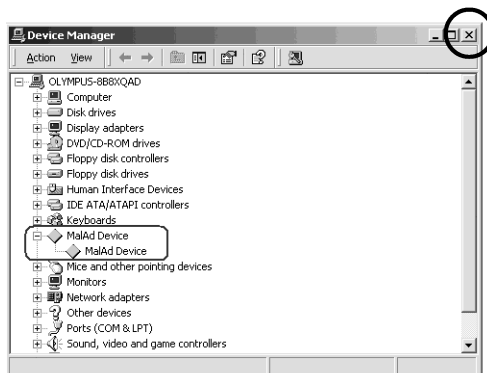 Device Manager
Action View
OLYMPUS-8B8XQAD
Computer
Disk drives
Display adapters
DVD/CD-ROM drives
Floppy disk controllers
Floppy disk drives
Human Interface Devices
IDE ATA/ATAPI controllers
Keyboards
MalAd Device
MalAd Device
Mice and other pointing devices
Monitors
Network adapters
Other devices
Ports (COM & LPT)
Sound, video and game controllers